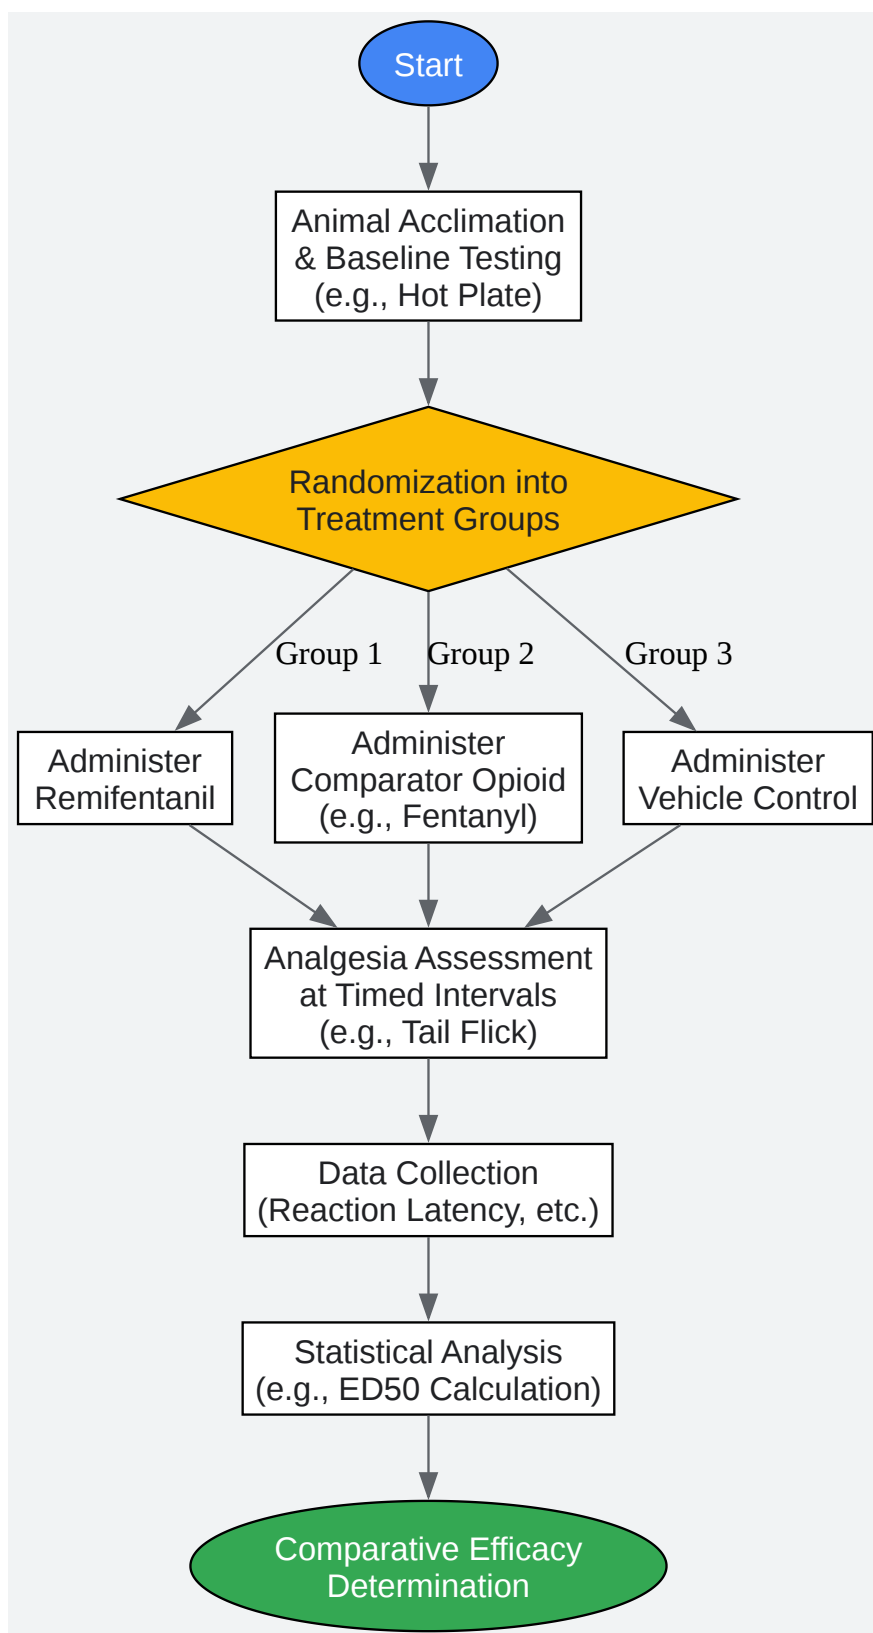 Start
Animal Acclimation
& Baseline Testing
(e.g., Hot Plate)
Randomization into
Treatment Groups
Group 1
Group 2
Group 3
Administer
Remifentanil
Administer
Comparator Opioid
(e.g., Fentanyl)
Administer
Vehicle Control
Analgesia Assessment
at Timed Intervals
(e.g., Tail Flick)
Data Collection
(Reaction Latency, etc.)
Statistical Analysis
(e.g., ED50 Calculation)
Comparative Efficacy
Determination